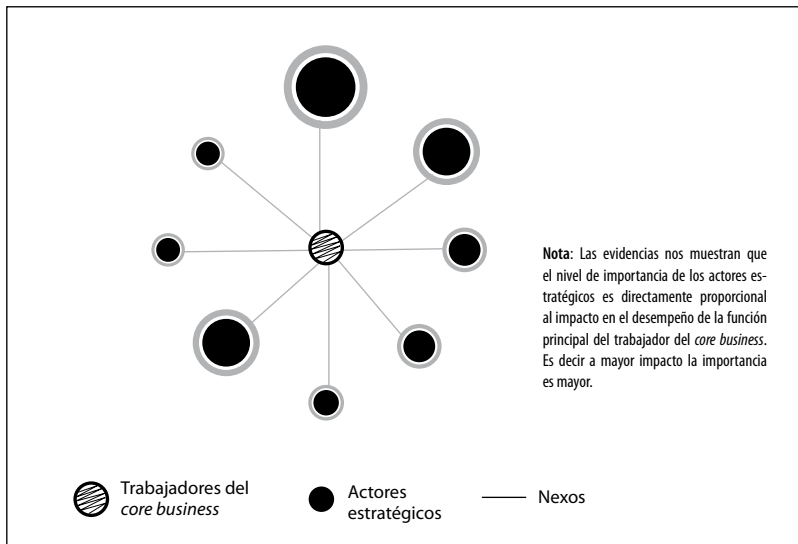 Nota: Las evidencias nos muestran que
el nivel de importancia de los actores es-
tratégicos es directamente proporcional
al impacto en el desempeño de la función
principal del trabajador del core business.
Es decir a mayor impacto la importancia
es mayor.
Trabajadores del
core business
Actores
estratégicos
Nexos